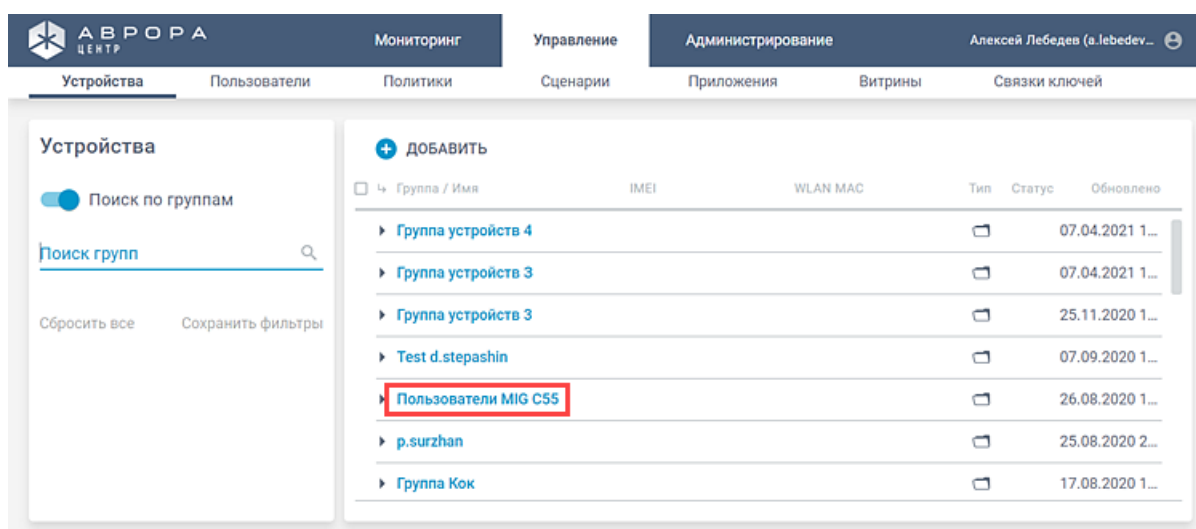 АВРОРА
ЦЕНТР
Мониторинг Управление Администрирование Алексей Лебедев (a.lebedev...
Устройства Пользователи Политики Сценарии Приложения Витрины Связки ключей
Устройства
Поиск по группам
Поиск групп
Сбросить все Сохранить фильтры
ДОБАВИТЬ
Группа / Имя IMEI WLAN MAC Тип Статус Обновлено
Группа устройств 4 07.04.2021 1...
Группа устройств 3 07.04.2021 1...
Группа устройств 3 25.11.2020 1...
Test d.stepashin 07.09.2020 1...
Пользователи MIG C55 26.08.2020 1...
p.surzhan 25.08.2020 2...
Группа Кок 17.08.2020 1...